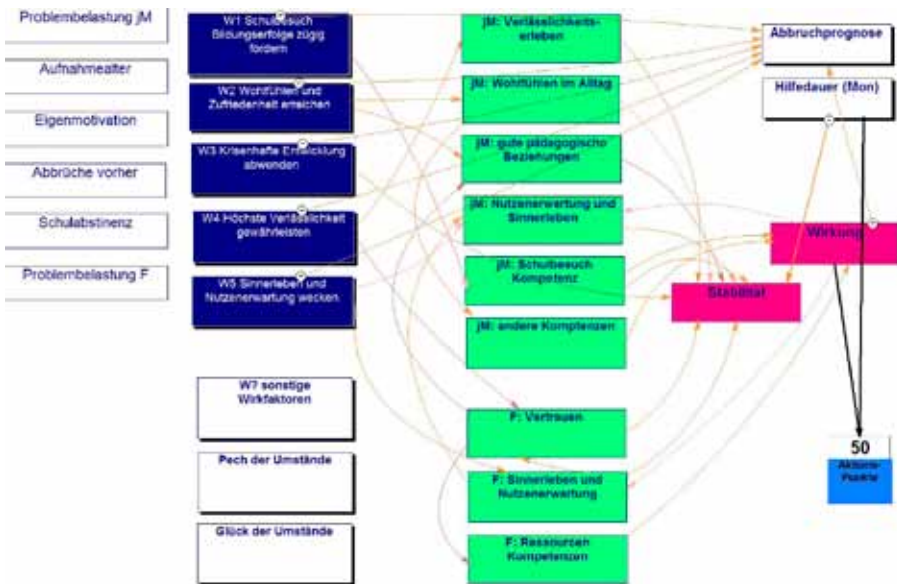 Problembelastung jM
Aufnahmealter
Eigenmotivation
Abbrüche vorher
Schulabstinenz
Problembelastung F
W1 Schulbesuch
Bildungserfolge zügig
fördern
W2 Wohlfühlen und
Zufriedenheit erreichen
W3 Krisenhafte Entwicklung
abwenden
W4 Höchste Verlässlichkeit
gewährleisten
W5 Sinnerleben und
Nutzenerwartung wecken
W? sonstige
Wirkfaktoren
Pech der Umstände
Glück der Umstände
jM: Verlässlichkeits-
erleben
jM: Wohlfühlen im Alltag
jM: gute pädagogische
Beziehungen
jM: Nutzenerwartung und
Sinnerleben
jM: Schulbesuch
Kompetenz
jM: andere Komptenzen
F: Vertrauen
F: Sinnerleben und
Nutzenerwartung
F: Ressourcen
Kompetenzen
Abbruchprognose
Hilfedauer (Mon)
Wirkung
Stabilität
50
Punkte